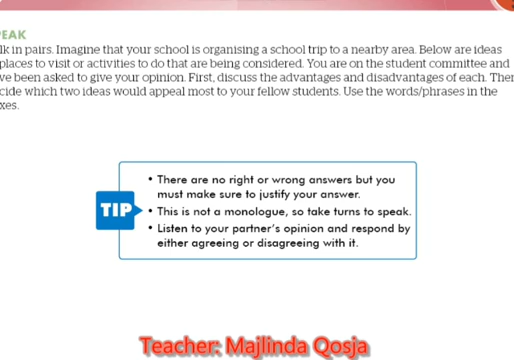 PEAK
lk in pairs. Imagine that your school is organising a school trip to a nearby area. Below are ideas
places to visit or activities to do that are being considered. You are on the student committee and
ve been asked to give your opinion. First, discuss the advantages and disadvantages of each. Then
cide which two ideas would appeal most to your fellow students. Use the words/phrases in the
xes.
• There are no right or wrong answers but you
must make sure to justify your answer.
TIP
• This is not a monologue, so take turns to speak.
• Listen to your partner's opinion and respond by
either agreeing or disagreeing with it.
Teacher: Majlinda Qosja